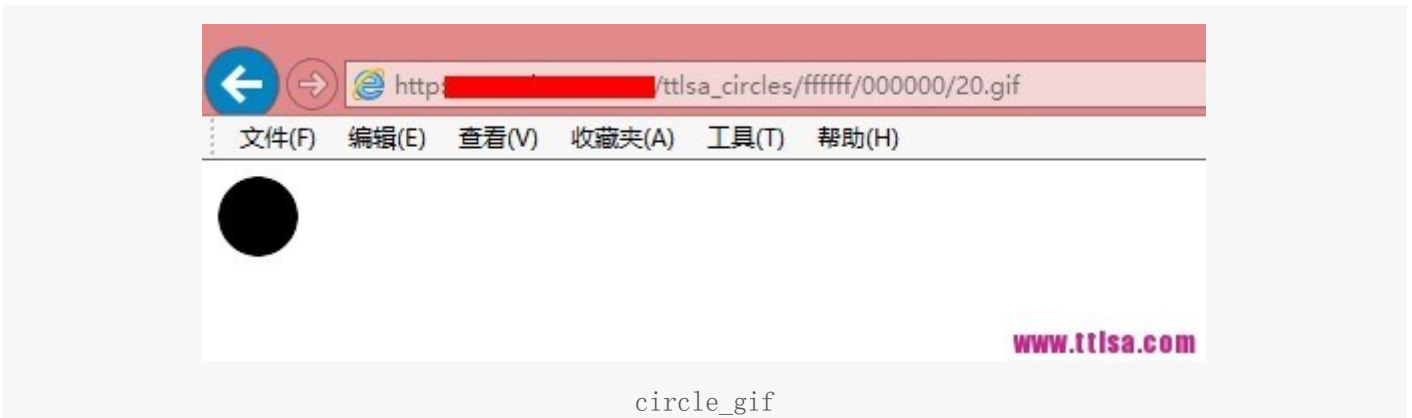 http: /ttlsa_circles/ffffff/000000/20.gif
文件(F) 编辑(E) 查看(V) 收藏夹(A) 工具(T) 帮助(H)
www.ttlsa.com
circle_gif